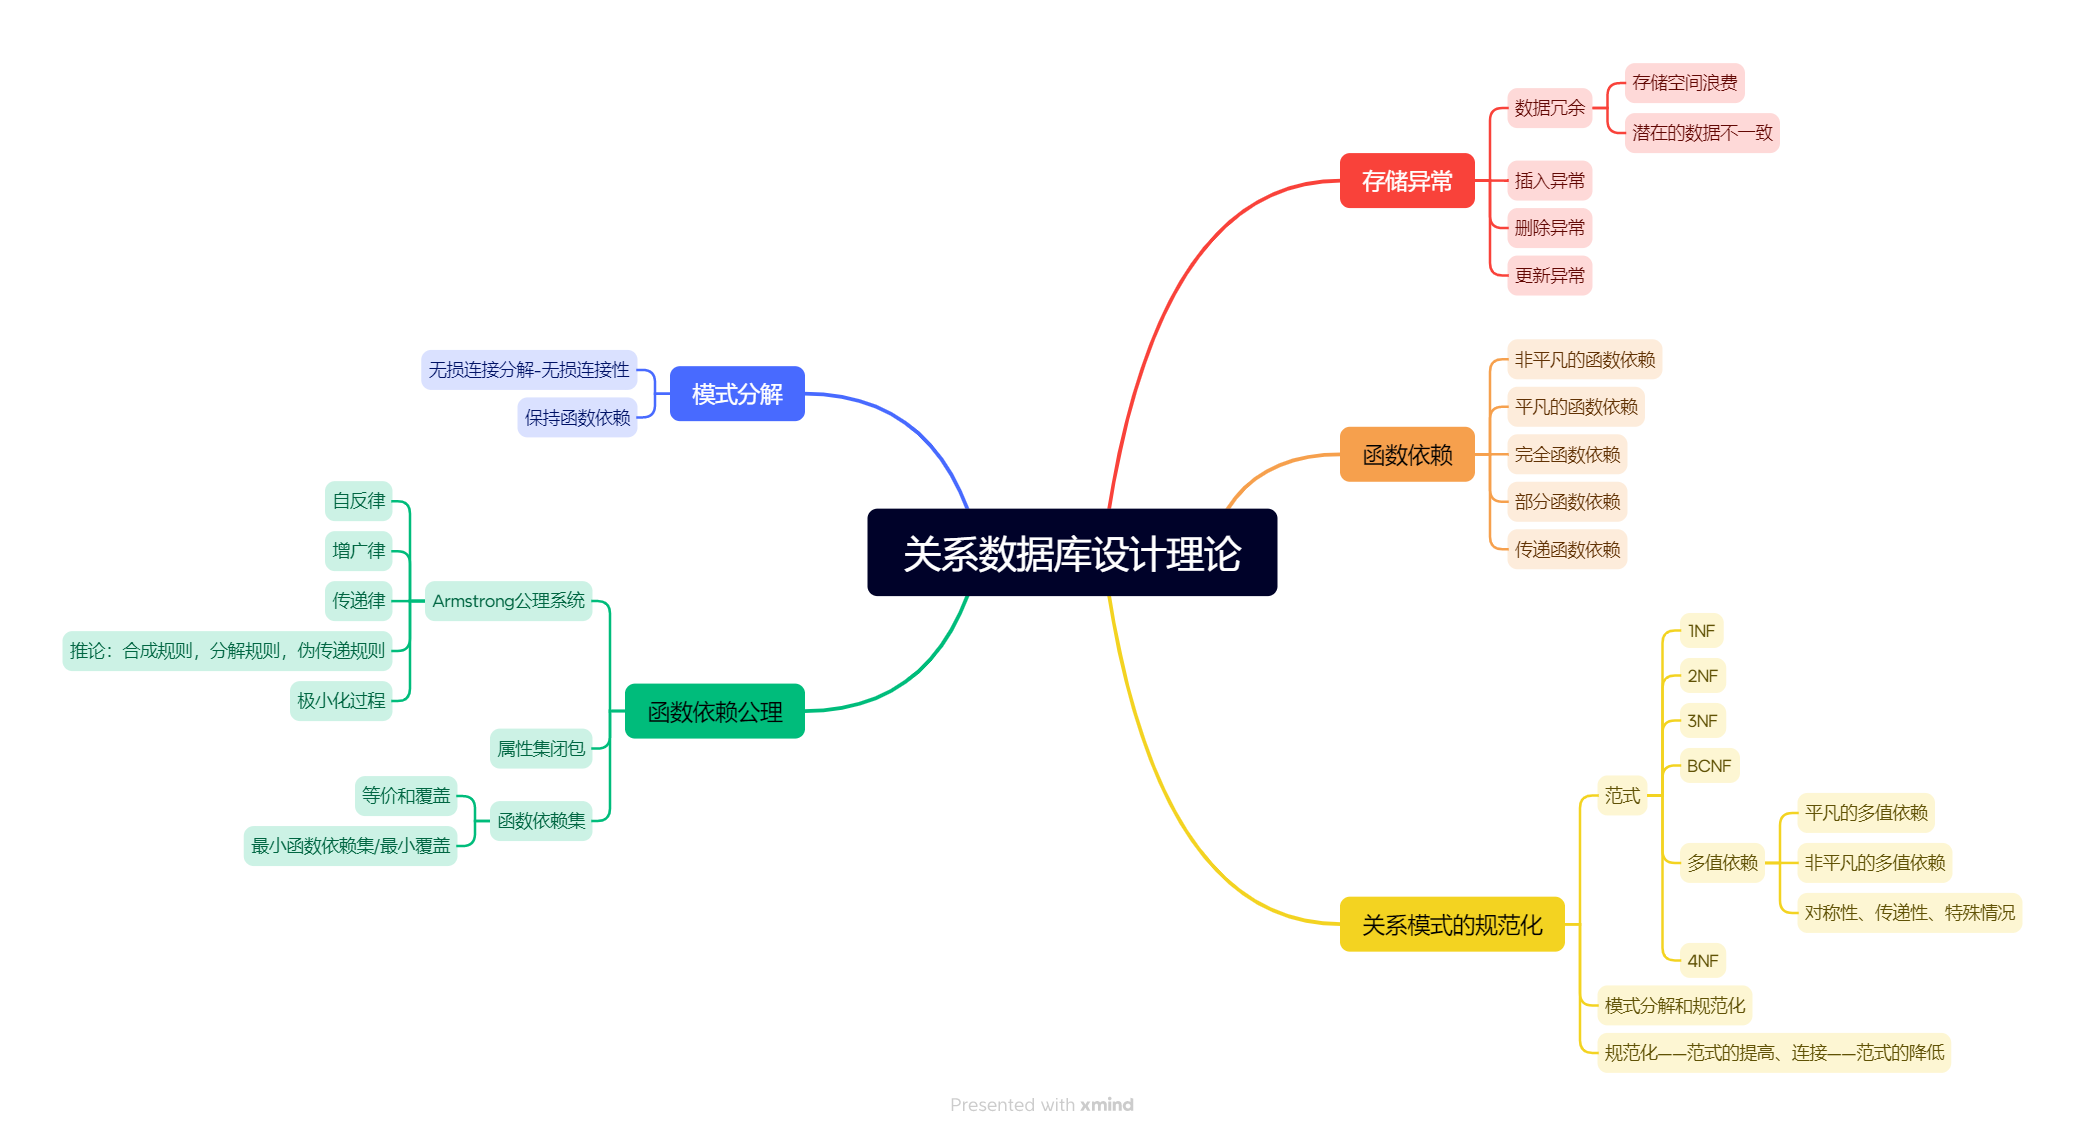 关系数据库设计理论
存储异常
数据冗余
存储空间浪费
潜在的数据不一致
插入异常
删除异常
更新异常
函数依赖
非平凡的函数依赖
平凡的函数依赖
完全函数依赖
部分函数依赖
传递函数依赖
关系模式的规范化
范式
1NF
2NF
3NF
BCNF
多值依赖
平凡的多值依赖
非平凡的多值依赖
对称性、传递性、特殊情况
4NF
模式分解和规范化
规范化——范式的提高、连接——范式的降低
模式分解
无损连接分解-无损连接性
保持函数依赖
函数依赖公理
Armstrong公理系统
自反律
增广律
传递律
推论：合成规则，分解规则，伪传递规则
极小化过程
属性集闭包
函数依赖集
等价和覆盖
最小函数依赖集/最小覆盖
Presented with xmind